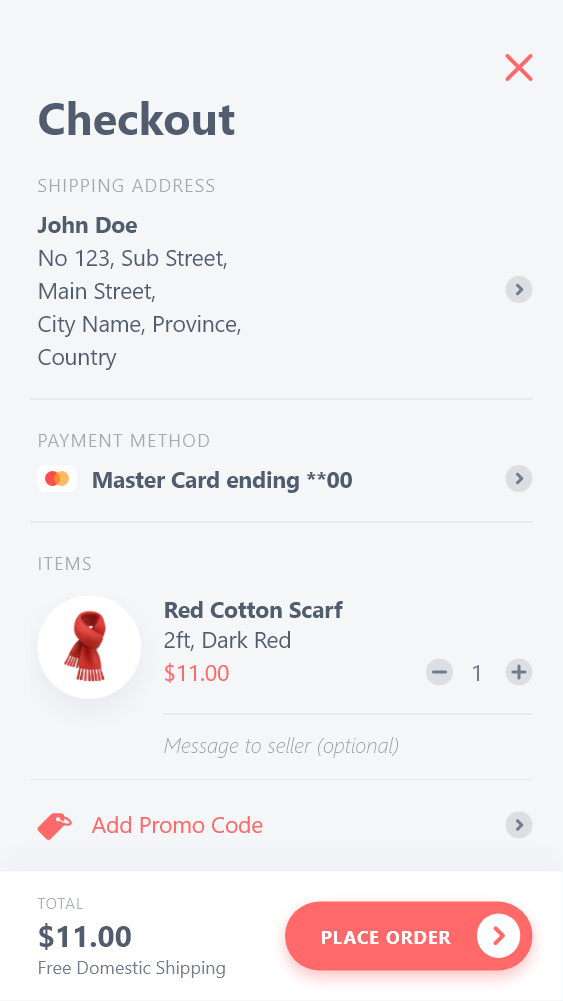 Checkout
SHIPPING ADDRESS
John Doe
No 123, Sub Street,
Main Street,
City Name, Province,
Country
PAYMENT METHOD
Master Card ending **00
ITEMS
Red Cotton Scarf
2ft, Dark Red
$11.00
1
Message to seller (optional)
Add Promo Code
TOTAL
$11.00
Free Domestic Shipping
PLACE ORDER